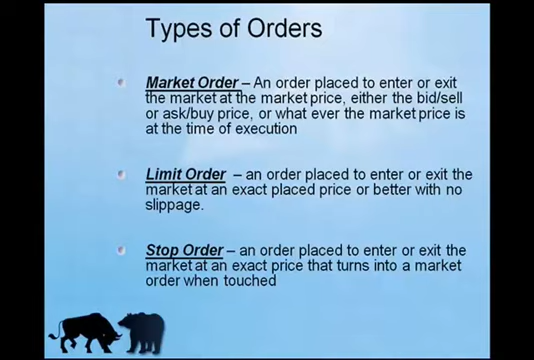 Types of Orders
Market Order – An order placed to enter or exit
the market at the market price, either the bid/sell
or ask/buy price, or what ever the market price is
at the time of execution
Limit Order – an order placed to enter or exit the
market at an exact placed price or better with no
slippage.
Stop Order – an order placed to enter or exit the
market at an exact price that turns into a market
order when touched